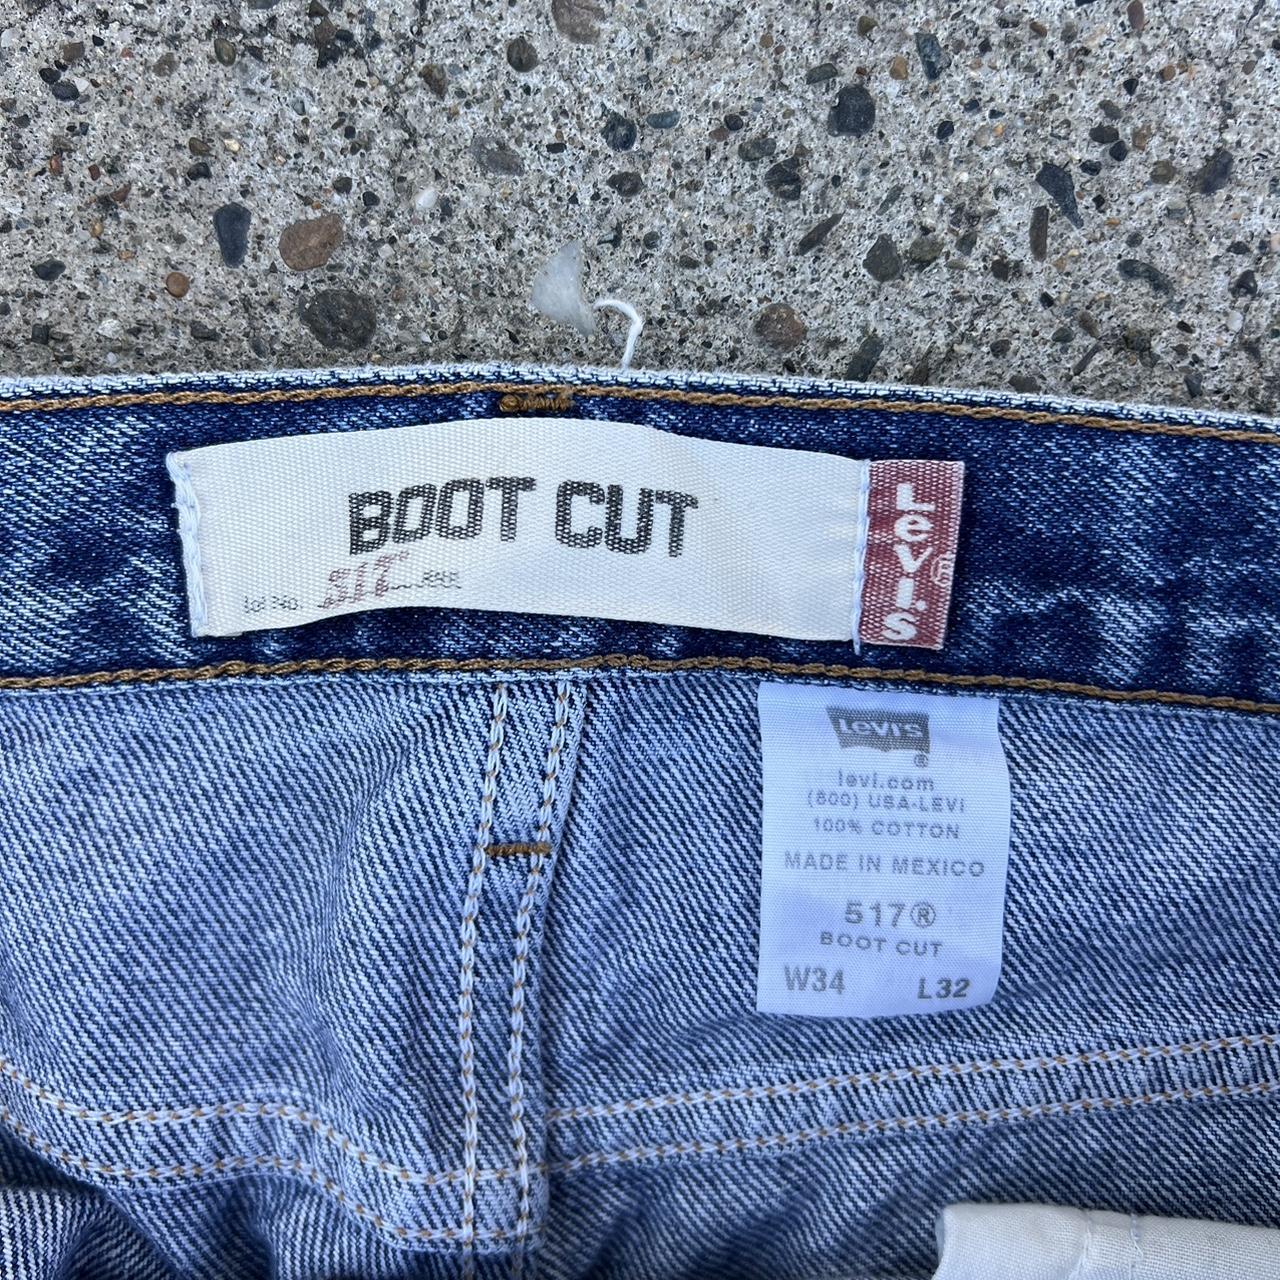 BOOT CUT
Lot No. 517
Levi's®
Levi's
®
levi.com
(800) USA-LEVI
100% COTTON
MADE IN MEXICO
517®
BOOT CUT
W34 L32